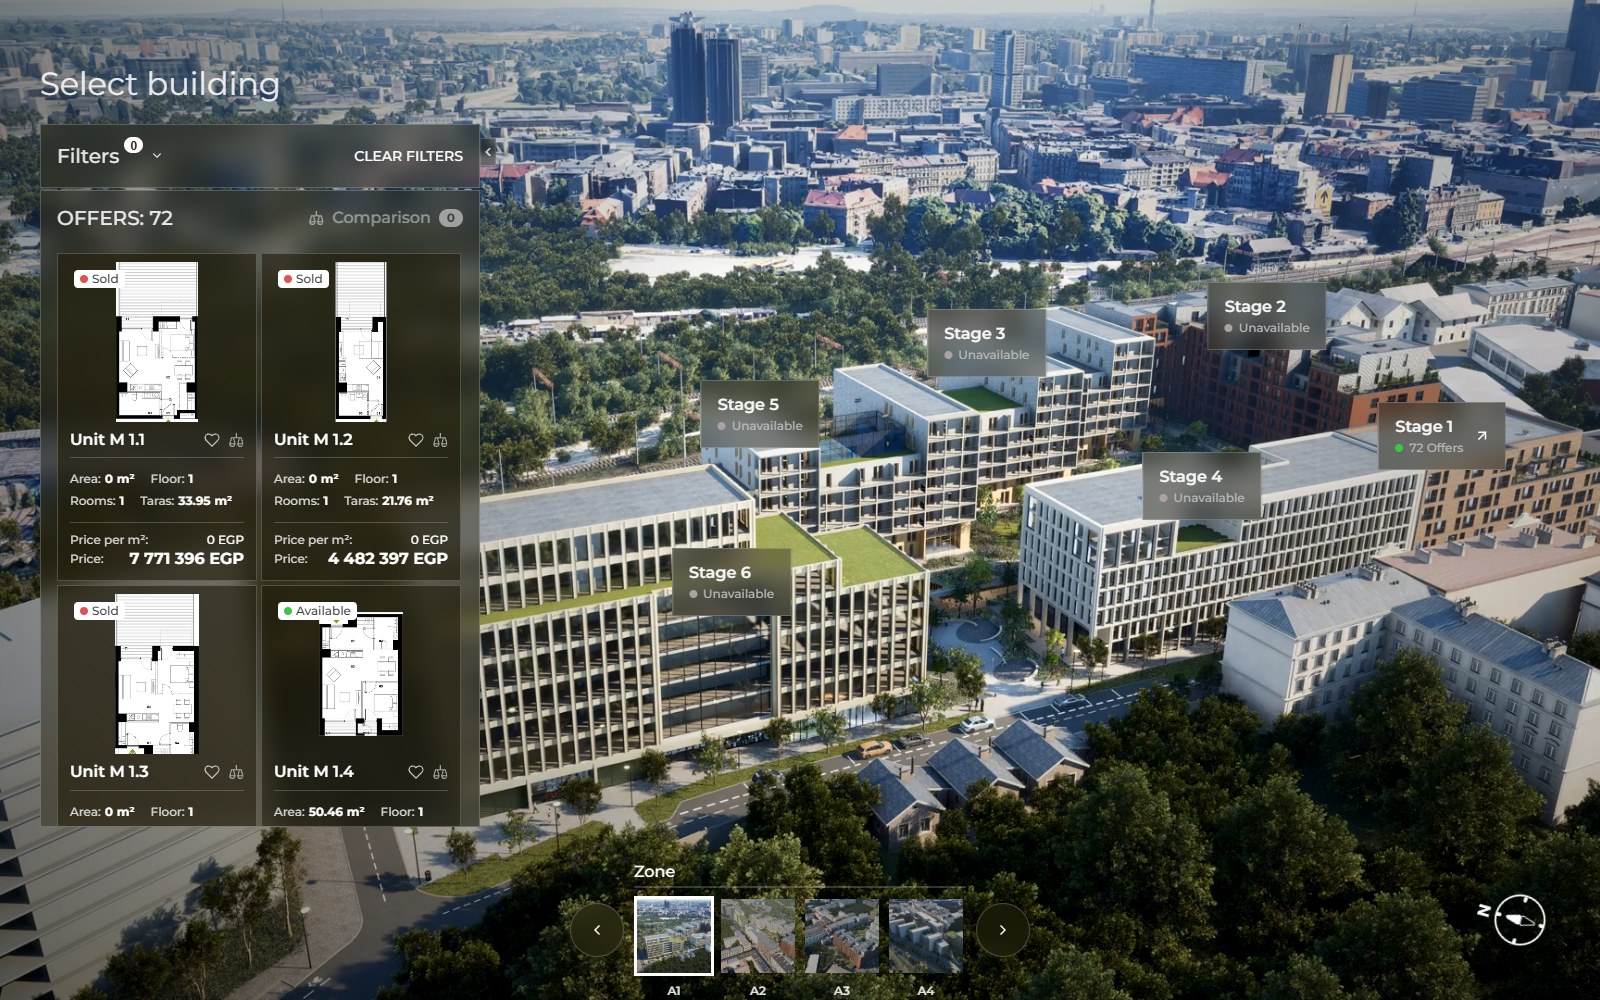 Select building
Filters 0
CLEAR FILTERS
OFFERS: 72
Comparison 0
Sold
Unit M 1.1
Area: 0 m² Floor: 1
Rooms: 1 Taras: 33.95 m²
Price per m²: 0 EGP
Price: 7 771 396 EGP
Sold
Unit M 1.2
Area: 0 m² Floor: 1
Rooms: 1 Taras: 21.76 m²
Price per m²: 0 EGP
Price: 4 482 397 EGP
Sold
Unit M 1.3
Area: 0 m² Floor: 1
Available
Unit M 1.4
Area: 50.46 m² Floor: 1
Stage 2
Unavailable
Stage 3
Unavailable
Stage 5
Unavailable
Stage 1
72 Offers
Stage 4
Unavailable
Stage 6
Unavailable
Zone
A1
A2
A3
A4
N